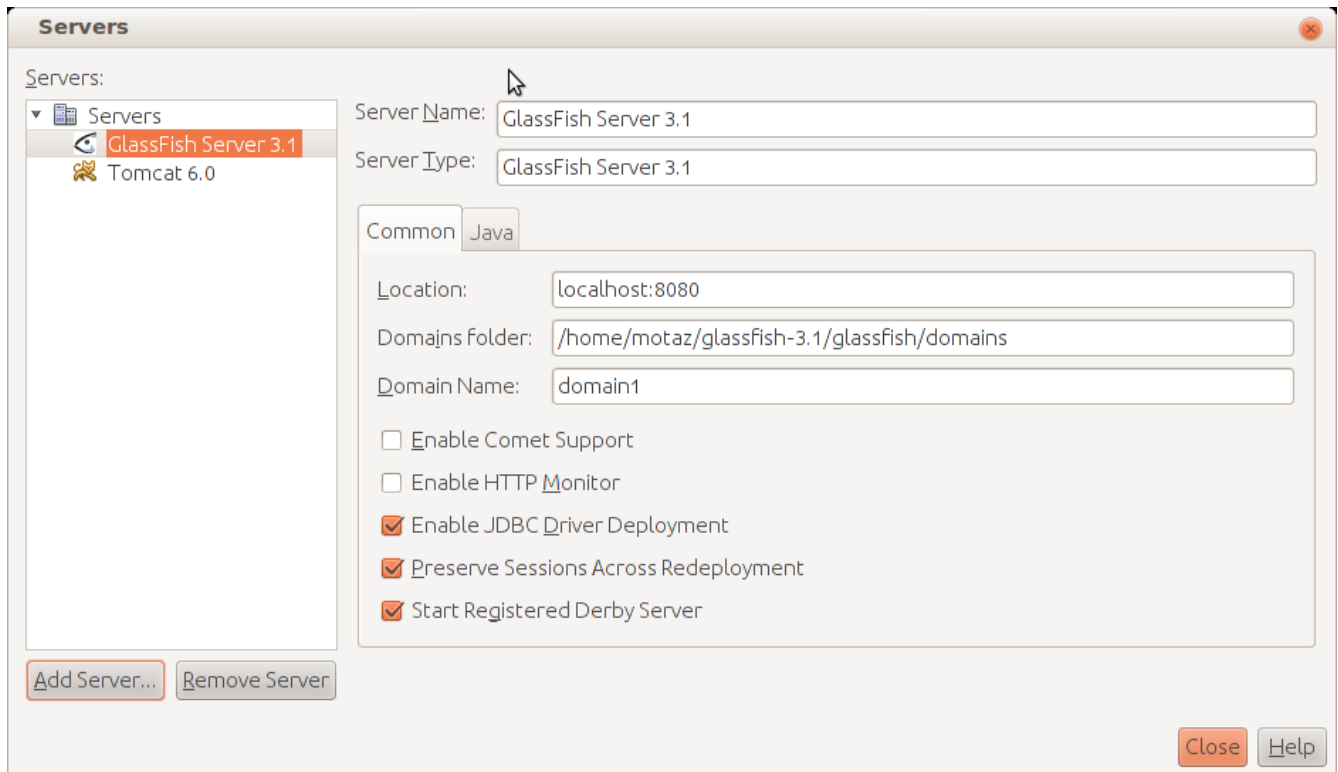 Servers
Servers:
Servers
GlassFish Server 3.1
Tomcat 6.0
Add Server...
Remove Server
Server Name: GlassFish Server 3.1
Server Type: GlassFish Server 3.1
Common Java
Location: localhost:8080
Domains folder: /home/motaz/glassfish-3.1/glassfish/domains
Domain Name: domain1
Enable Comet Support
Enable HTTP Monitor
Enable JDBC Driver Deployment
Preserve Sessions Across Redeployment
Start Registered Derby Server
Close Help